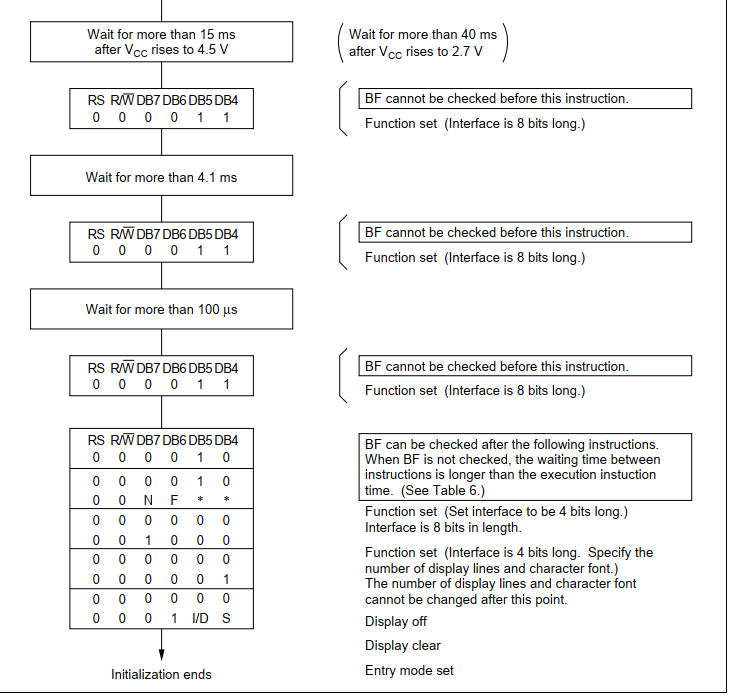 Wait for more than 15 ms
after VCC rises to 4.5 V
Wait for more than 40 ms
after VCC rises to 2.7 V
RS R/W̅ DB7 DB6 DB5 DB4
0 0 0 0 1 1
BF cannot be checked before this instruction.
Function set (Interface is 8 bits long.)
Wait for more than 4.1 ms
RS R/W̅ DB7 DB6 DB5 DB4
0 0 0 0 1 1
BF cannot be checked before this instruction.
Function set (Interface is 8 bits long.)
Wait for more than 100 μs
RS R/W̅ DB7 DB6 DB5 DB4
0 0 0 0 1 1
BF cannot be checked before this instruction.
Function set (Interface is 8 bits long.)
RS R/W̅ DB7 DB6 DB5 DB4
0 0 0 0 1 0
0 0 0 0 1 0
0 0 N F * *
0 0 0 0 0 0
0 0 1 0 0 0
0 0 0 0 0 0
0 0 0 0 0 1
0 0 0 0 0 0
0 0 0 1 I/D S
Initialization ends
BF can be checked after the following instructions.
When BF is not checked, the waiting time between
instructions is longer than the execution instuction
time. (See Table 6.)
Function set (Set interface to be 4 bits long.)
Interface is 8 bits in length.
Function set (Interface is 4 bits long. Specify the
number of display lines and character font.)
The number of display lines and character font
cannot be changed after this point.
Display off
Display clear
Entry mode set